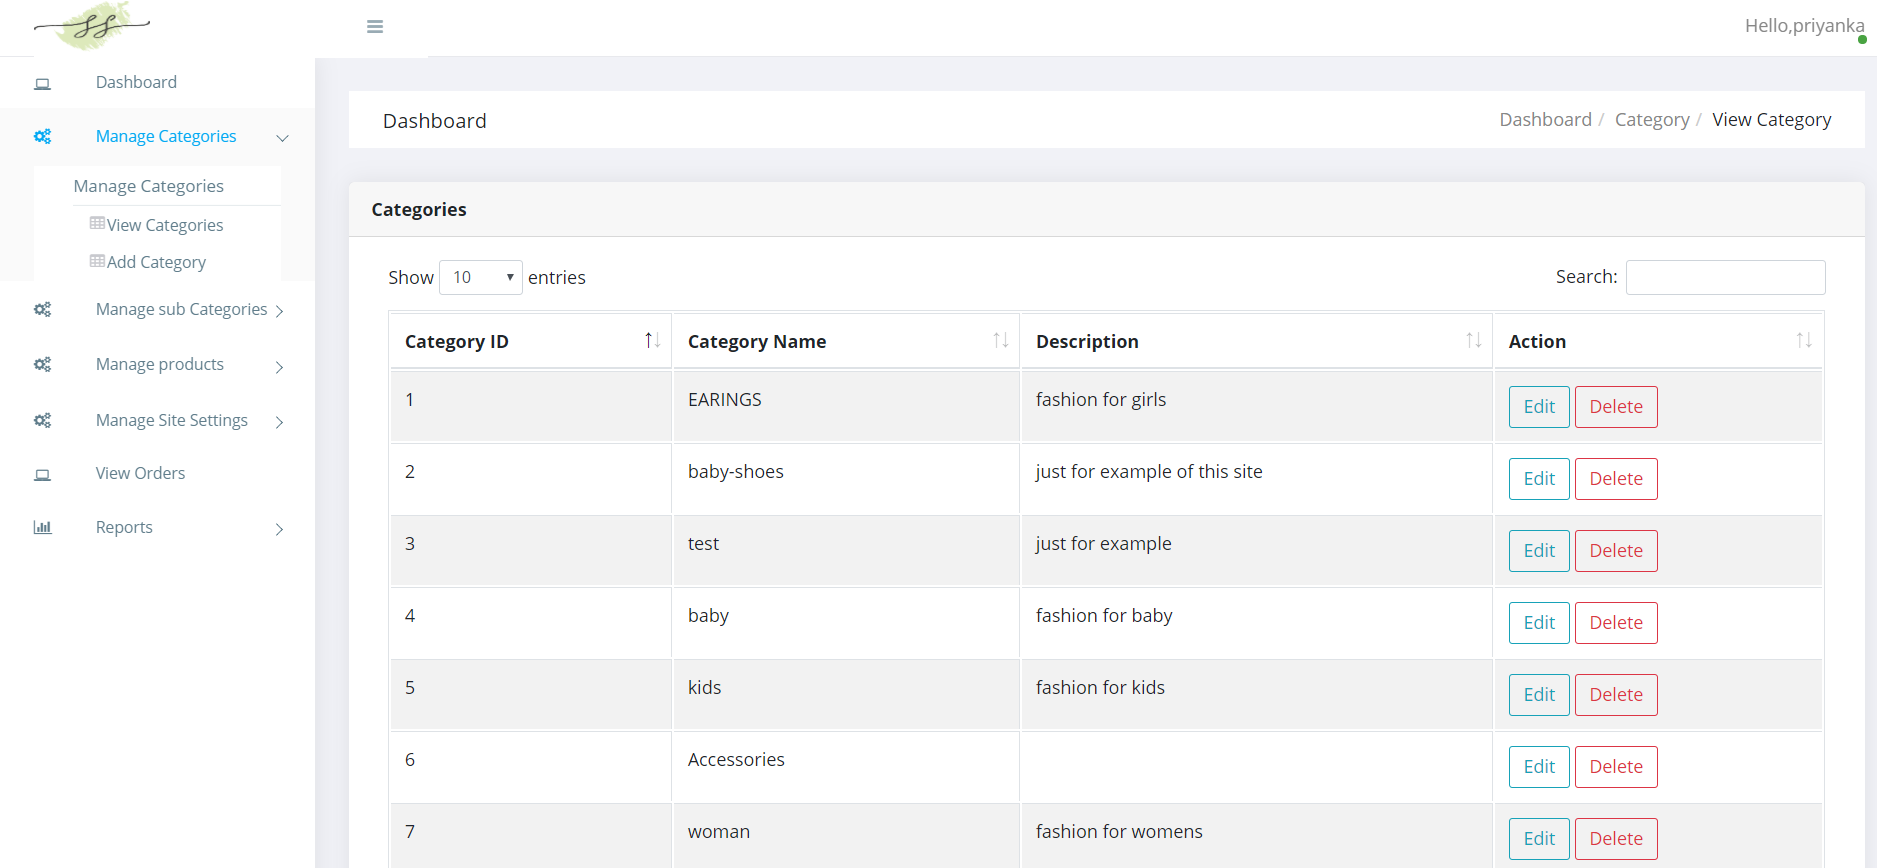 Hello,priyanka
Dashboard
Manage Categories
Manage Categories
View Categories
Add Category
Manage sub Categories
Manage products
Manage Site Settings
View Orders
Reports
Dashboard
Dashboard / Category / View Category
Categories
Show 10 entries
Search:
Category ID Category Name Description Action
1 EARINGS fashion for girls Edit Delete
2 baby-shoes just for example of this site Edit Delete
3 test just for example Edit Delete
4 baby fashion for baby Edit Delete
5 kids fashion for kids Edit Delete
6 Accessories Edit Delete
7 woman fashion for womens Edit Delete